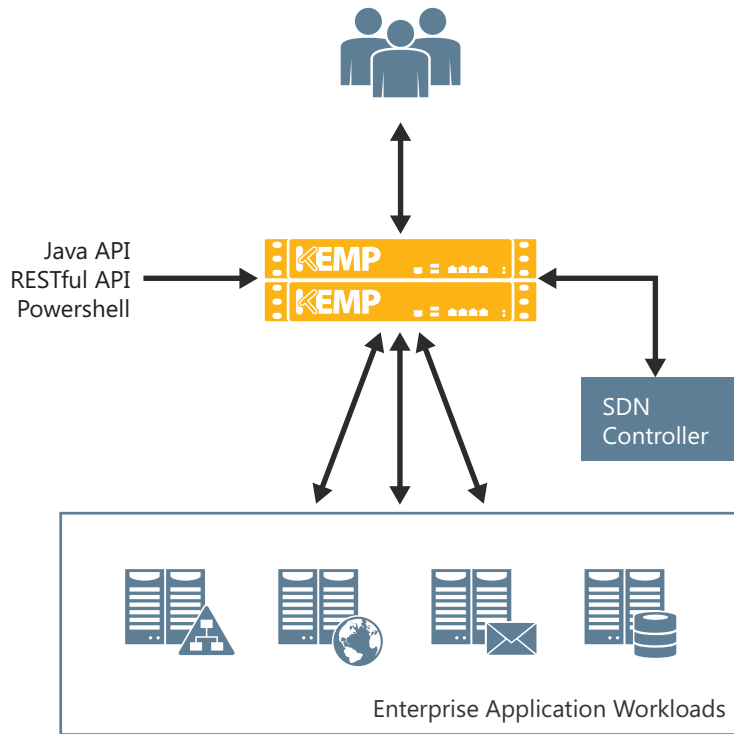 Java API
RESTful API
Powershell
KEMP
KEMP
SDN
Controller
Enterprise Application Workloads